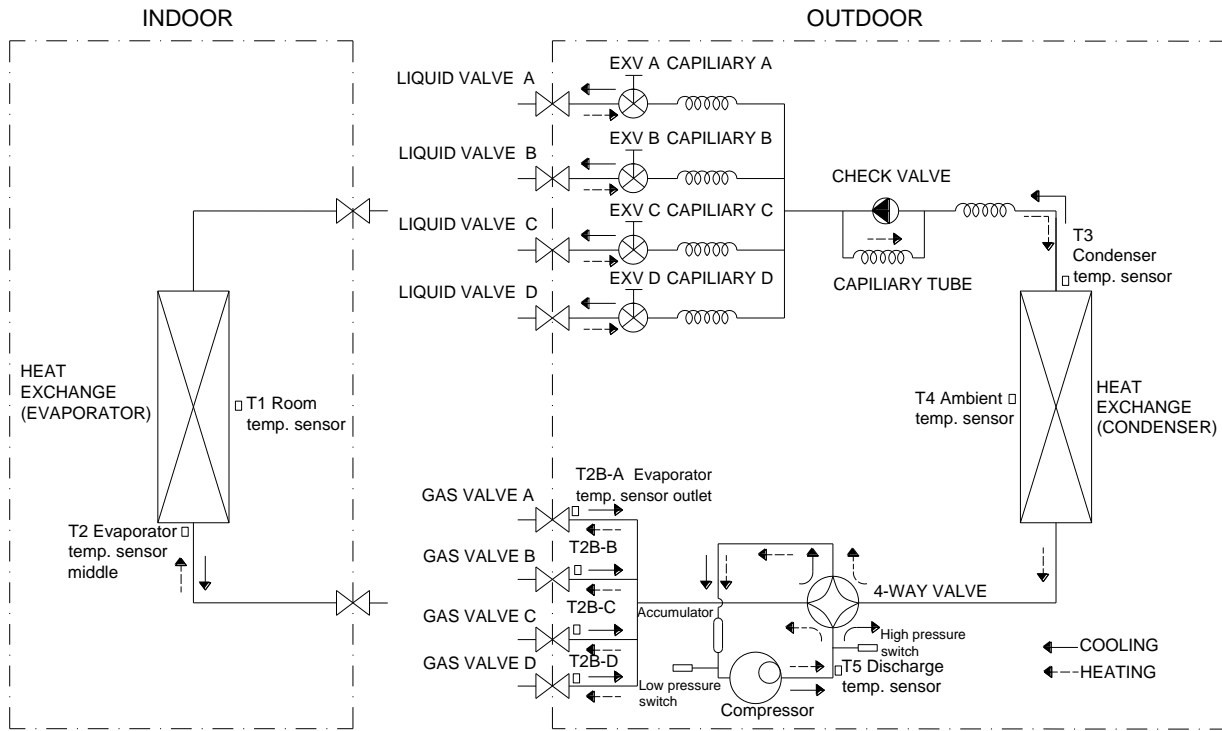 INDOOR
OUTDOOR
LIQUID VALVE A
EXV A CAPILIARY A
LIQUID VALVE B
EXV B CAPILIARY B
LIQUID VALVE C
EXV C CAPILIARY C
LIQUID VALVE D
EXV D CAPILIARY D
CHECK VALVE
CAPILIARY TUBE
T3
Condenser
temp. sensor
HEAT
EXCHANGE
(EVAPORATOR)
T1 Room
temp. sensor
T4 Ambient
temp. sensor
HEAT
EXCHANGE
(CONDENSER)
T2 Evaporator
temp. sensor
middle
GAS VALVE A
T2B-A Evaporator
temp. sensor outlet
GAS VALVE B
T2B-B
GAS VALVE C
T2B-C
GAS VALVE D
T2B-D
Accumulator
4-WAY VALVE
High pressure
switch
Low pressure
switch
T5 Discharge
temp. sensor
Compressor
COOLING
HEATING